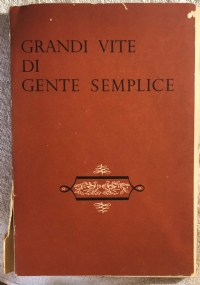 GRANDI VITE
DI
GENTE SEMPLICE